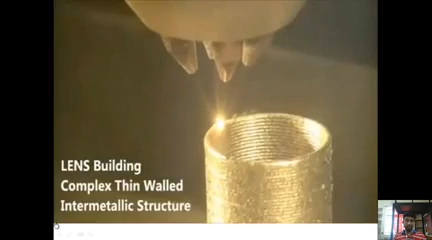 LENS Building
Complex Thin Walled
Intermetallic Structure